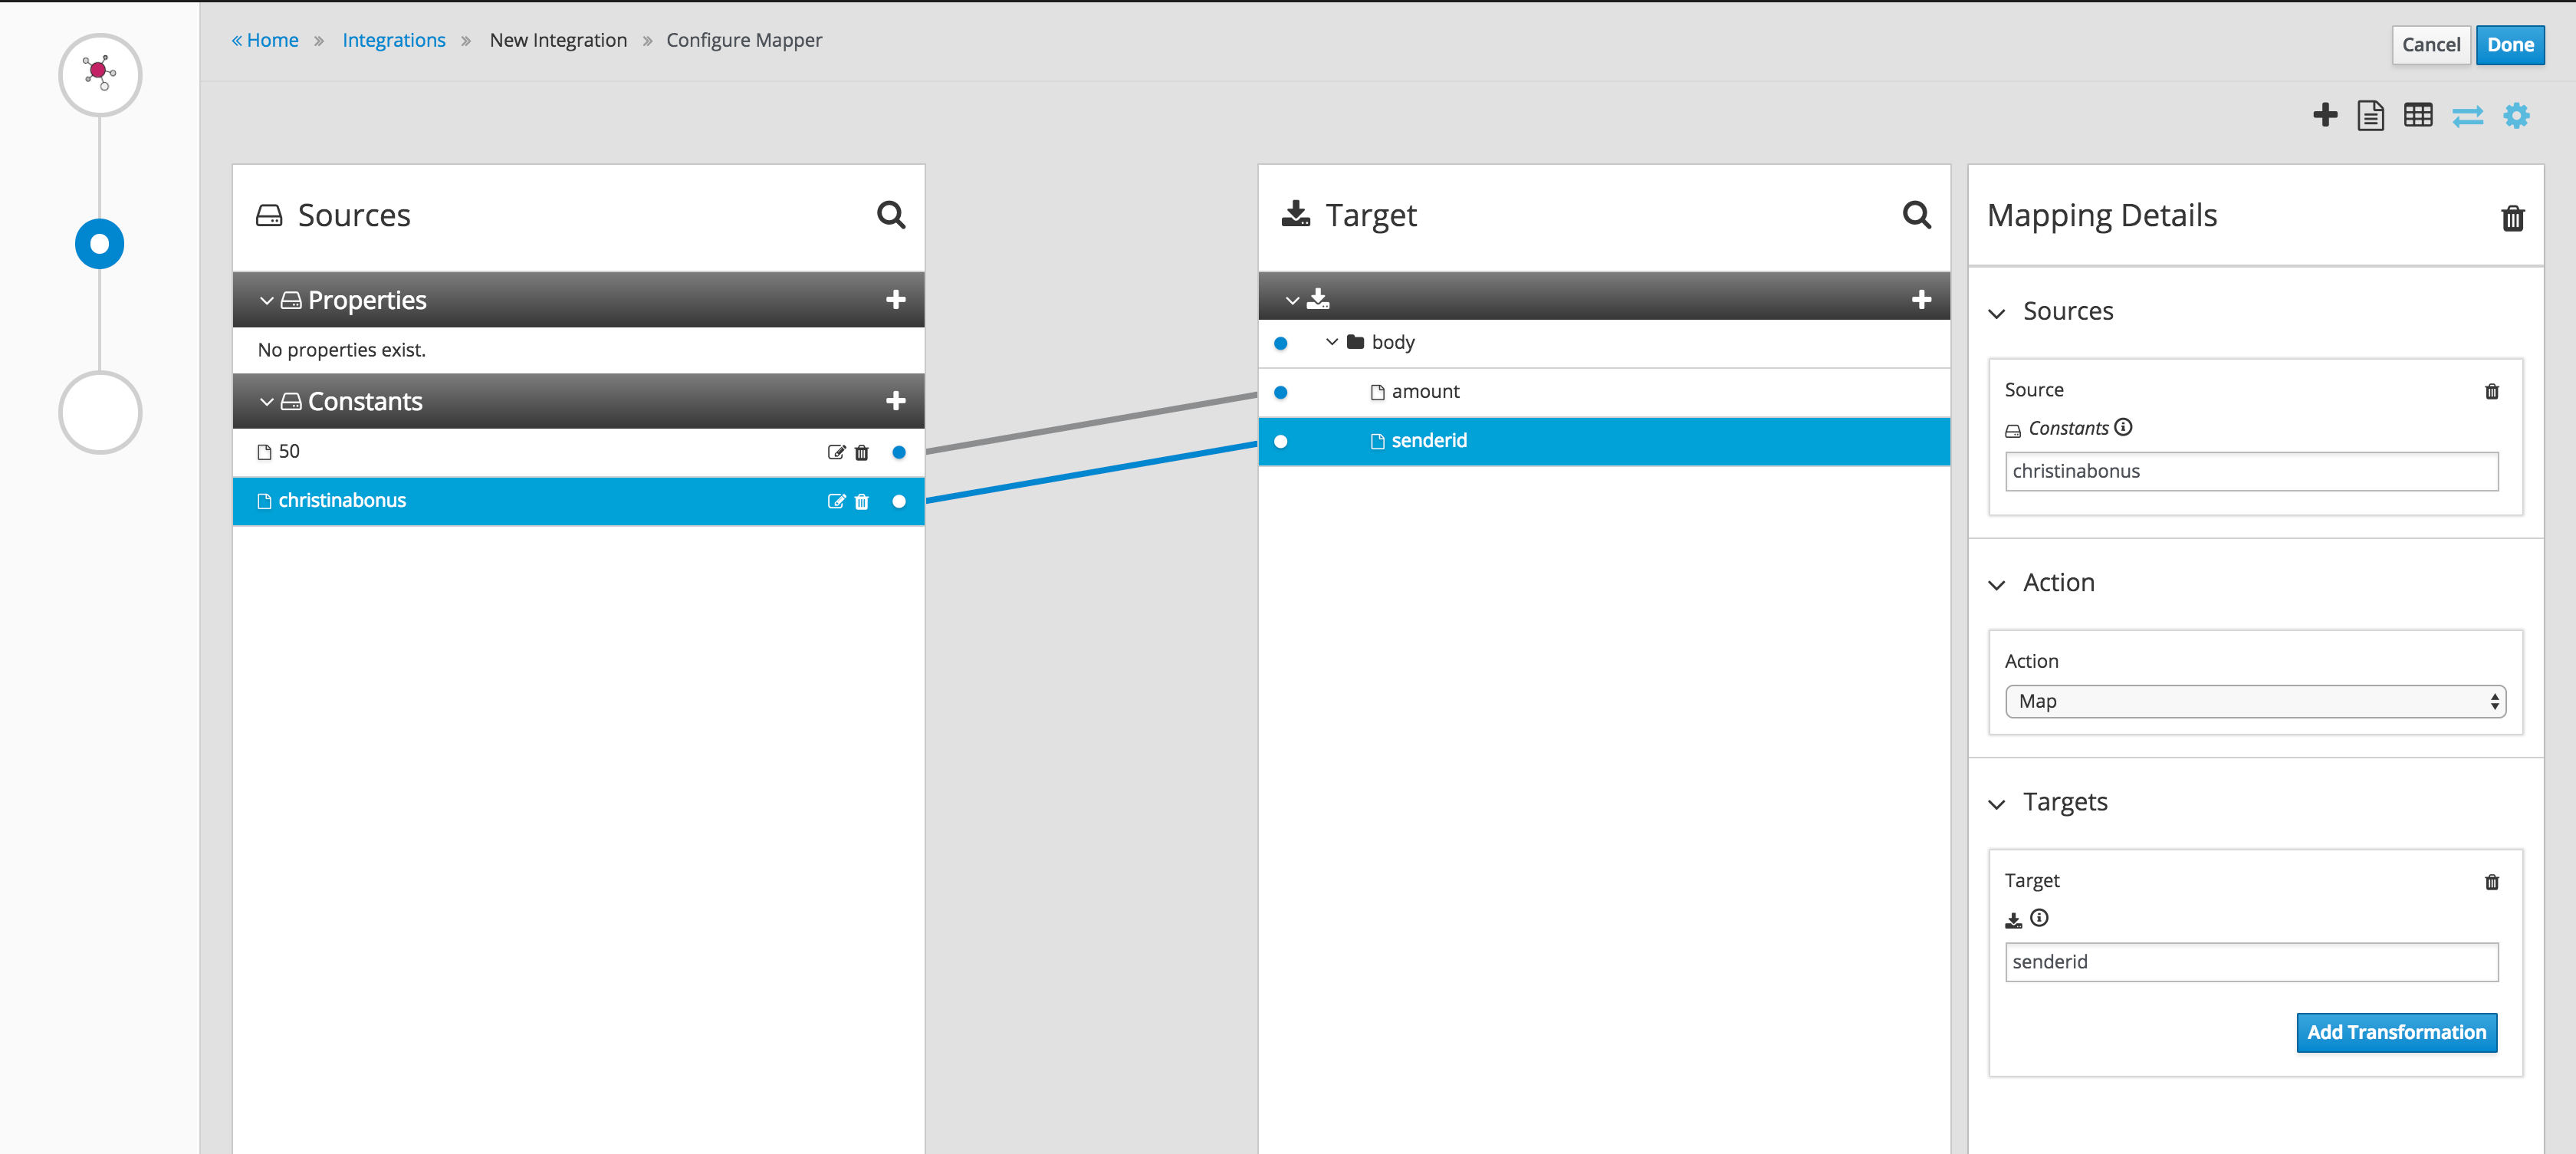 « Home » Integrations » New Integration » Configure Mapper
Cancel Done
Sources
Properties
No properties exist.
Constants
50
christinabonus
Target
body
amount
senderid
Mapping Details
Sources
Source
Constants
christinabonus
Action
Action
Map
Targets
Target
senderid
Add Transformation